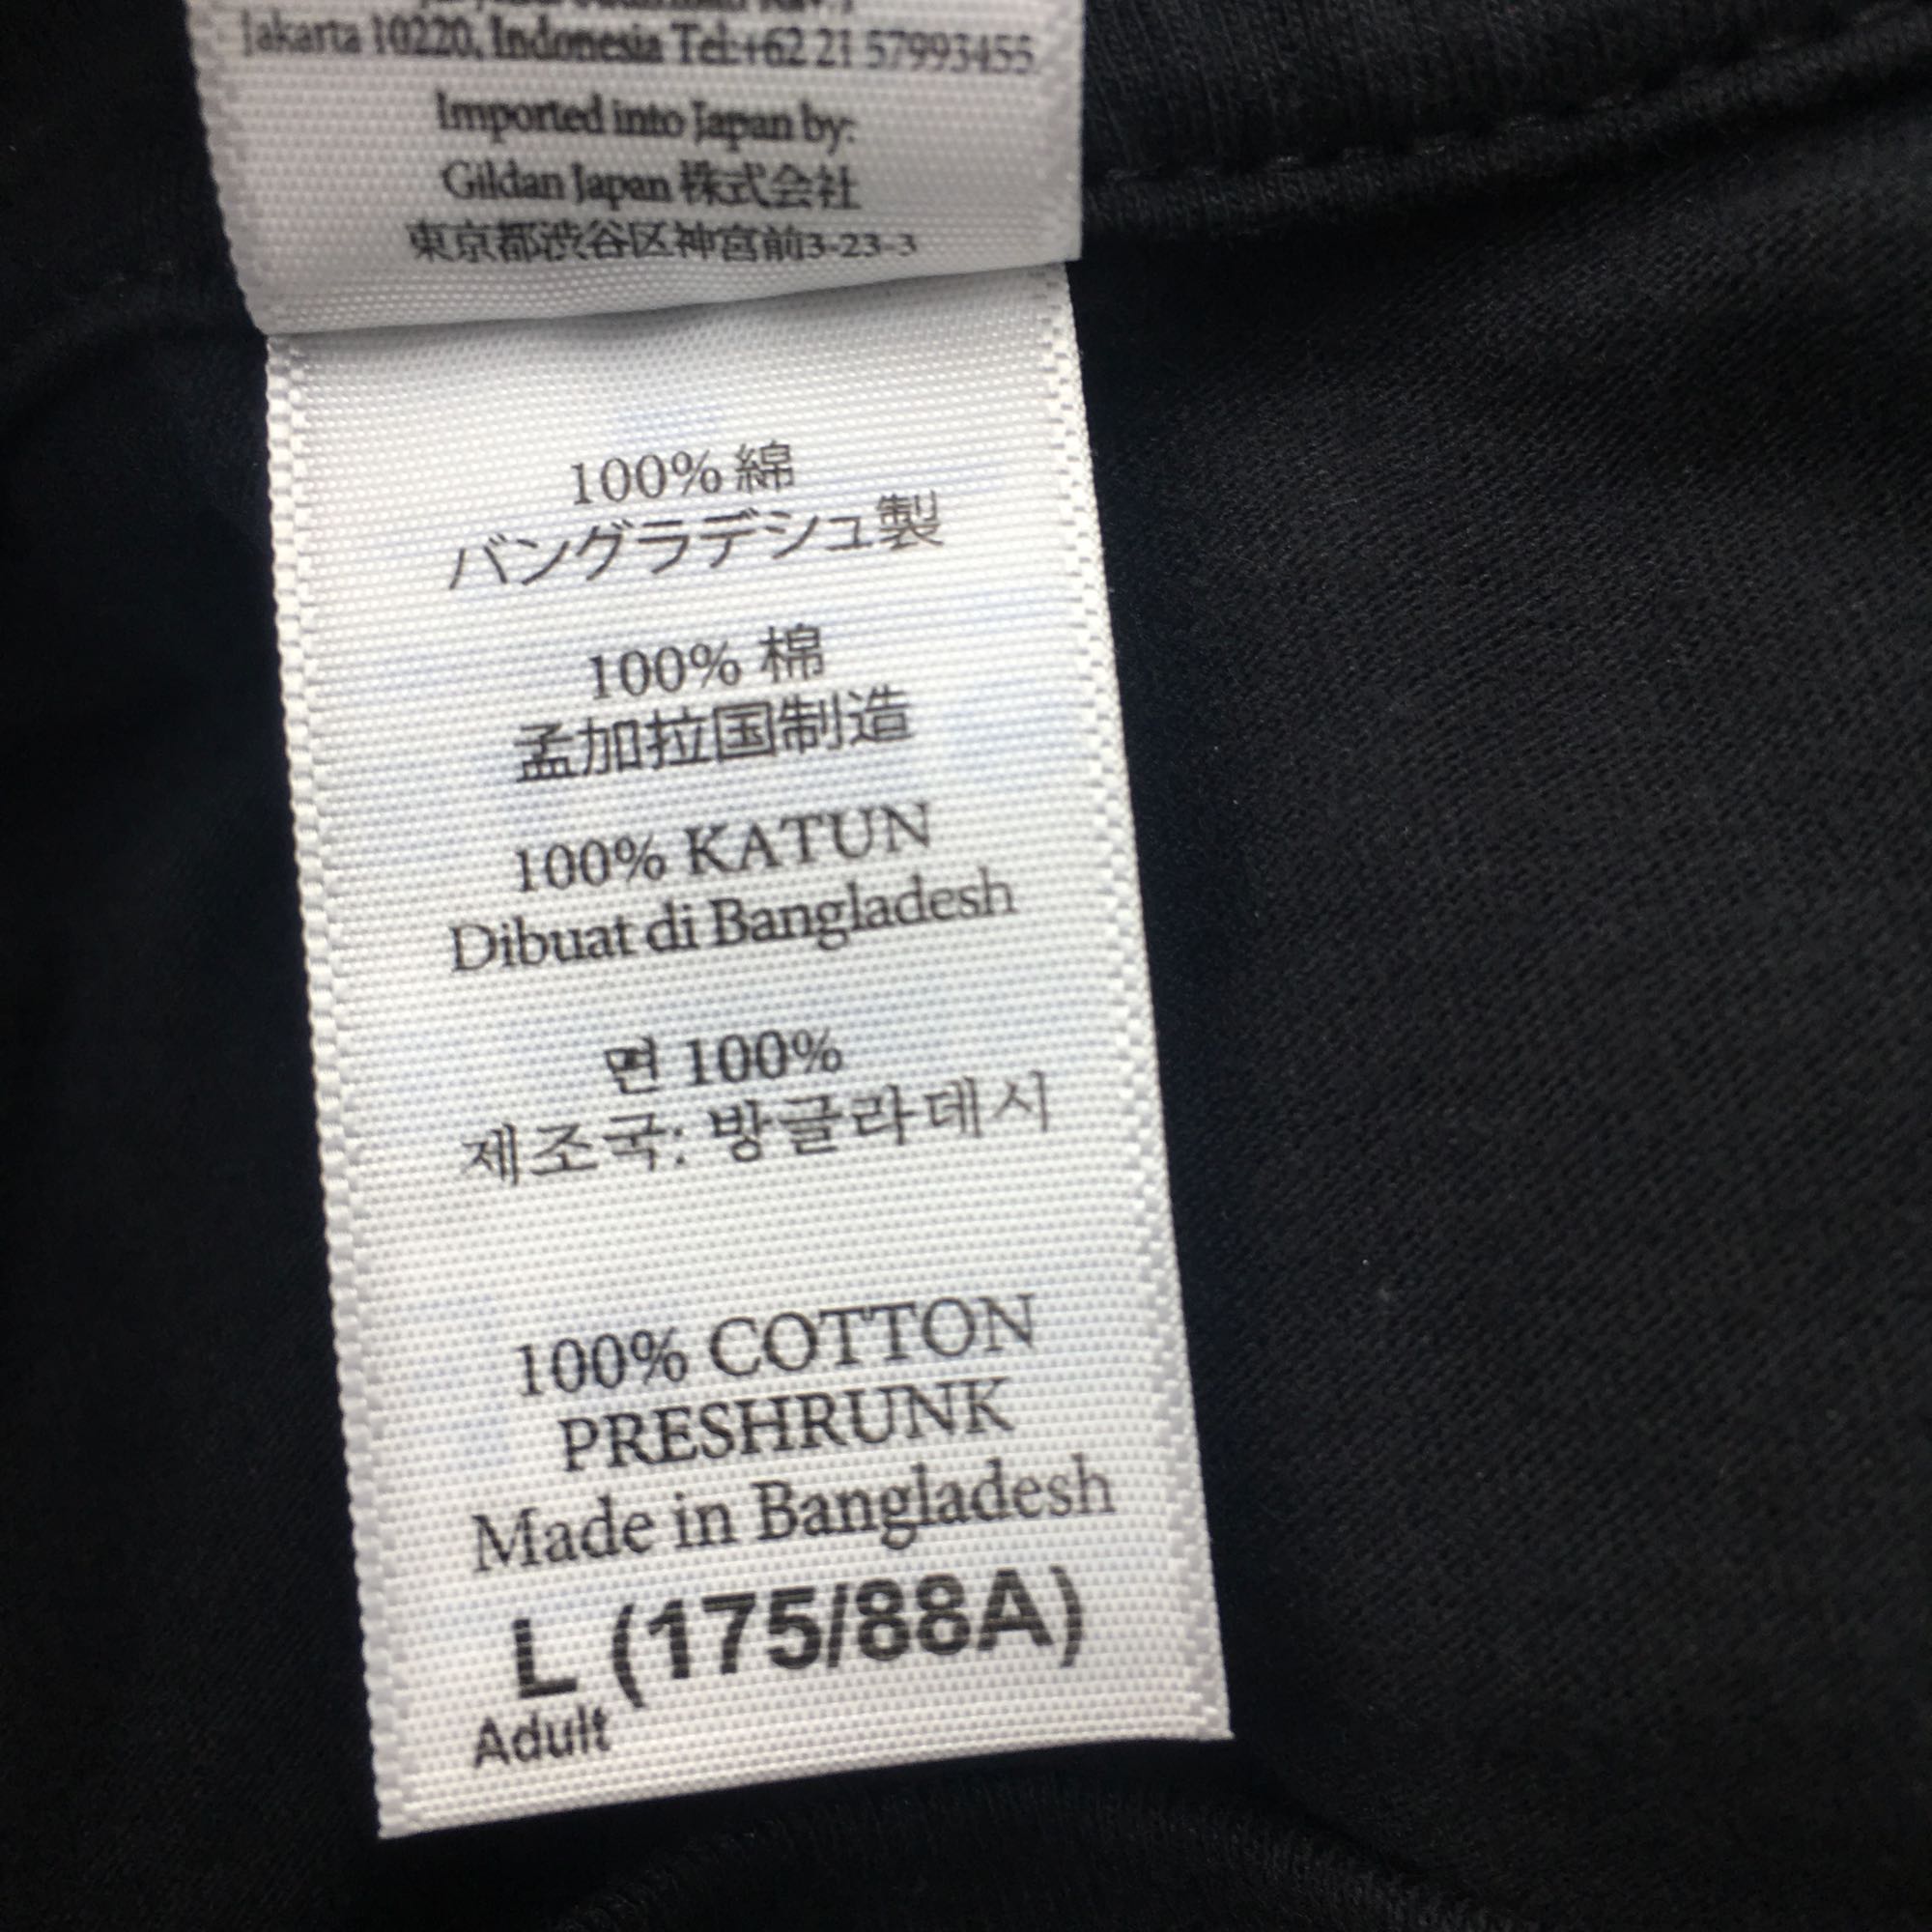 Jakarta 10220, Indonesia Tel:+62 21 57993455
Imported into Japan by:
Gildan Japan 株式会社
東京都渋谷区神宮前3-23-3
100% 綿
バングラデシュ製
100% 棉
孟加拉国制造
100% KATUN
Dibuat di Bangladesh
면 100%
제조국: 방글라데시
100% COTTON
PRESHRUNK
Made in Bangladesh
L (175/88A)
Adult